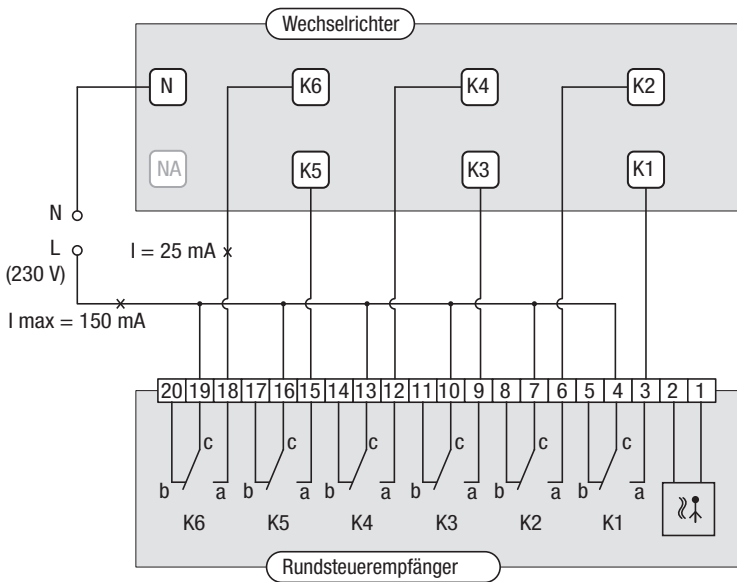 Wechselrichter
N K6 K4 K2
NA K5 K3 K1
N
L
(230 V)
I = 25 mA
I max = 150 mA
20 19 18 17 16 15 14 13 12 11 10 9 8 7 6 5 4 3 2 1
c c c c c c
b a b a b a b a b a b a
K6 K5 K4 K3 K2 K1
Rundsteuerempfänger